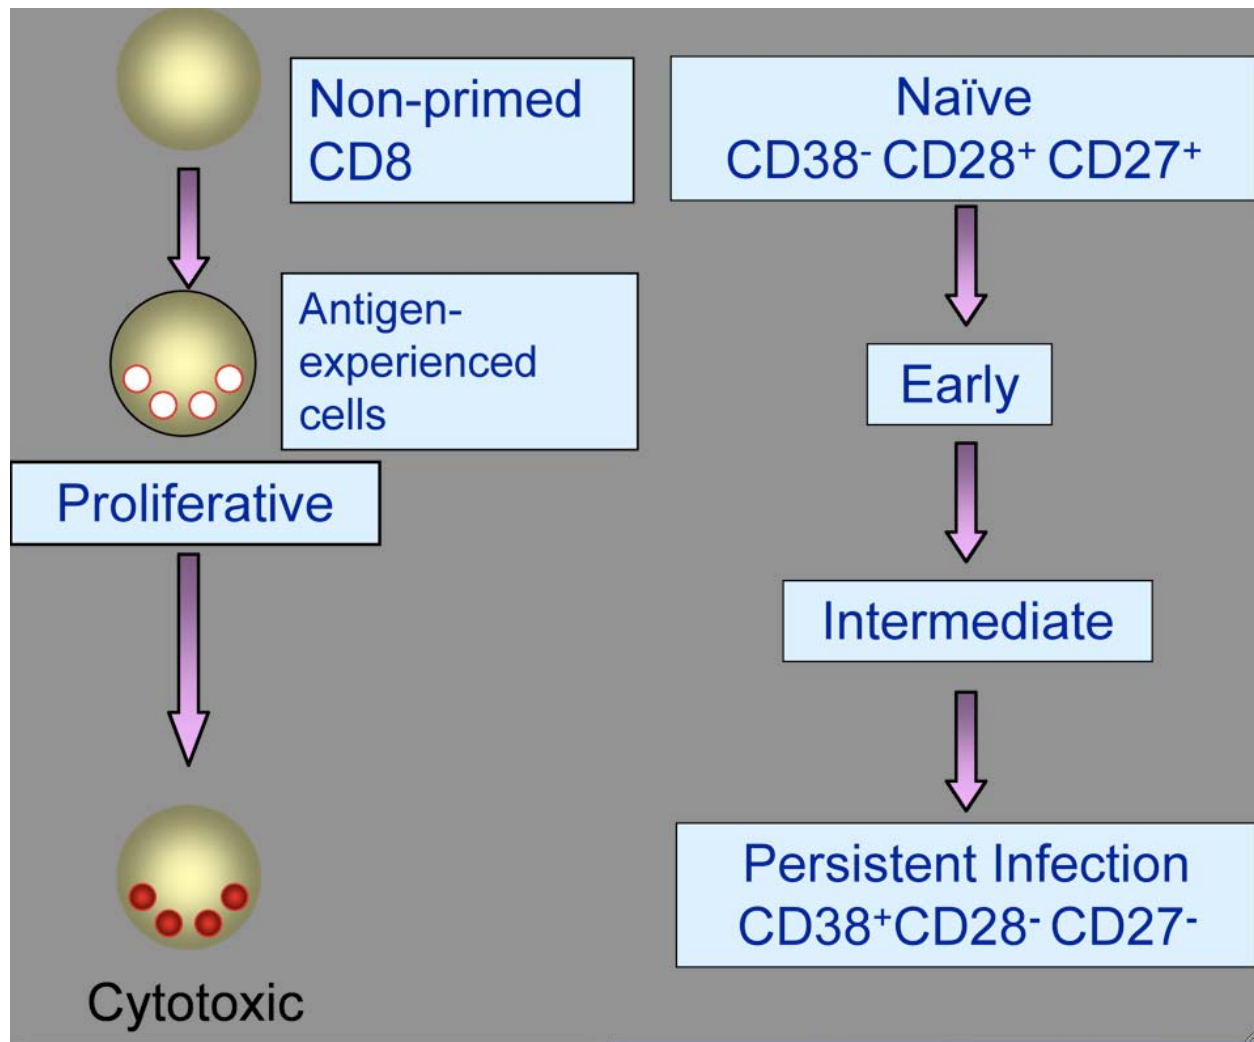 Non-primed
CD8
Antigen-
experienced
cells
Proliferative
Cytotoxic
Naïve
CD38⁻ CD28⁺ CD27⁺
Early
Intermediate
Persistent Infection
CD38⁺CD28⁻ CD27⁻